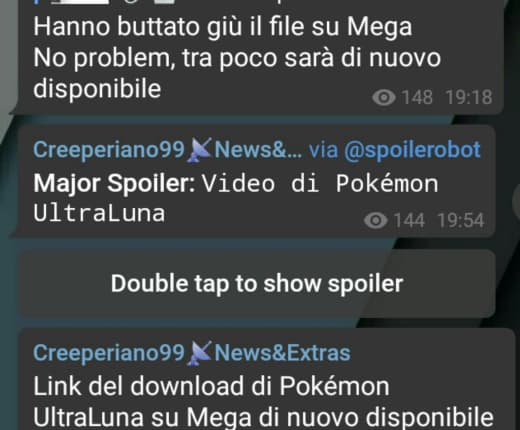 Hanno buttato giù il file su Mega
No problem, tra poco sarà di nuovo
disponibile
148 19:18
Creeperiano99 News&... via @spoilerobot
Major Spoiler: Video di Pokémon
UltraLuna
144 19:54
Double tap to show spoiler
Creeperiano99 News&Extras
Link del download di Pokémon
UltraLuna su Mega di nuovo disponibile